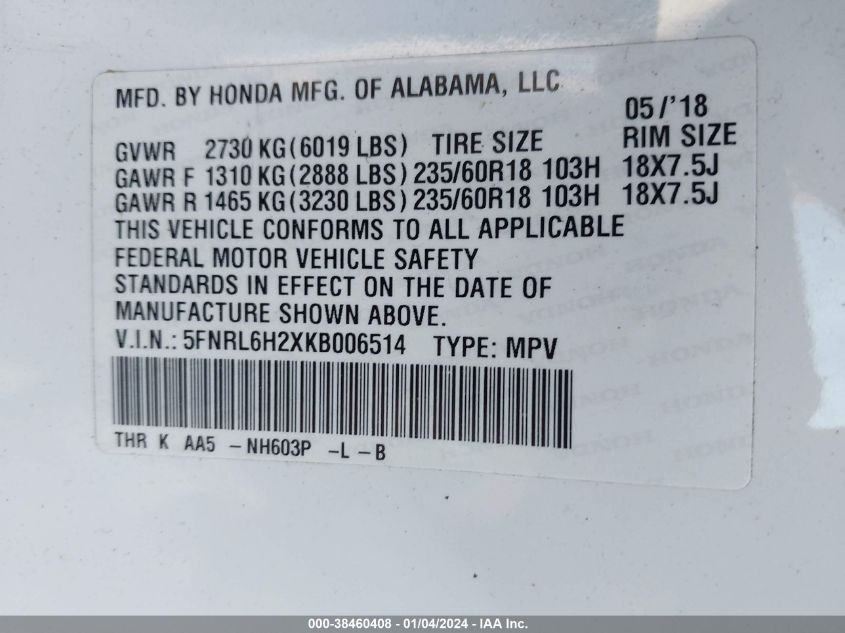 MFD. BY HONDA MFG. OF ALABAMA, LLC 05/'18
GVWR 2730 KG(6019 LBS) TIRE SIZE RIM SIZE
GAWR F 1310 KG(2888 LBS) 235/60R18 103H 18X7.5J
GAWR R 1465 KG(3230 LBS) 235/60R18 103H 18X7.5J
THIS VEHICLE CONFORMS TO ALL APPLICABLE
FEDERAL MOTOR VEHICLE SAFETY
STANDARDS IN EFFECT ON THE DATE OF
MANUFACTURE SHOWN ABOVE.
V.I.N.: 5FNRL6H2XKB006514 TYPE: MPV
THR K AA5 -NH603P -L -B
000-38460408 - 01/04/2024 - IAA Inc.